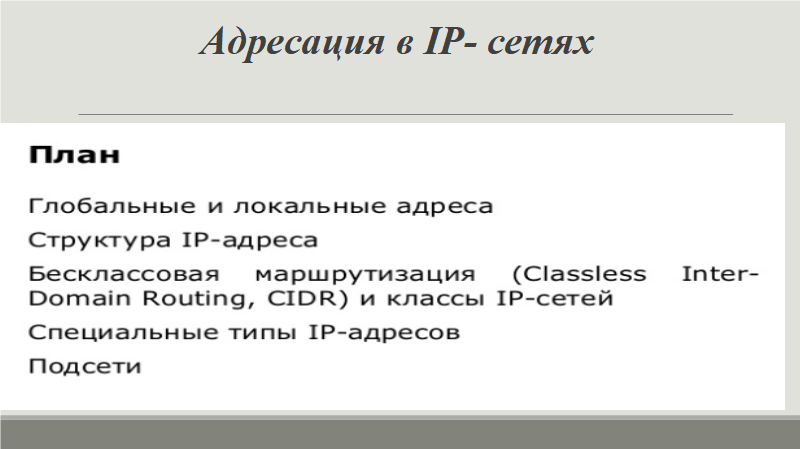 Адресация в IP- сетях
План
Глобальные и локальные адреса
Структура IP-адреса
Бесклассовая маршрутизация (Classless Inter-
Domain Routing, CIDR) и классы IP-сетей
Специальные типы IP-адресов
Подсети